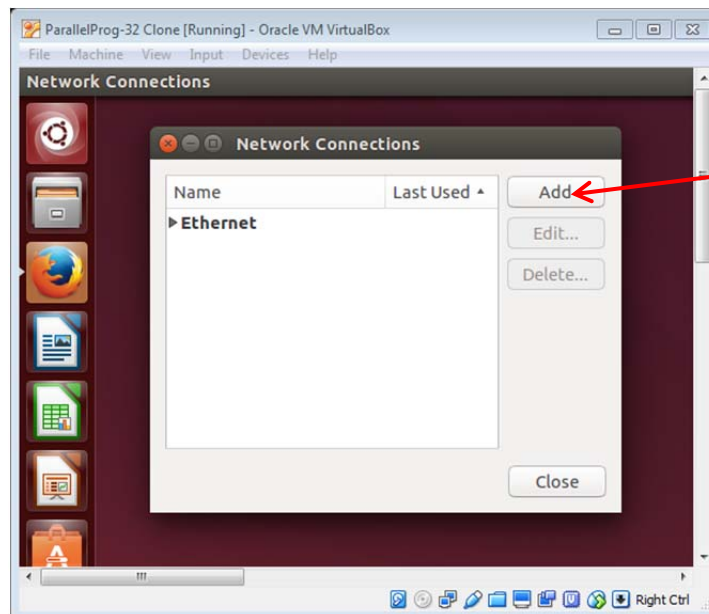 ParallelProg-32 Clone [Running] - Oracle VM VirtualBox
File Machine View Input Devices Help
Network Connections
Network Connections
Name Last Used Add
Ethernet
Edit...
Delete...
Close
Right Ctrl